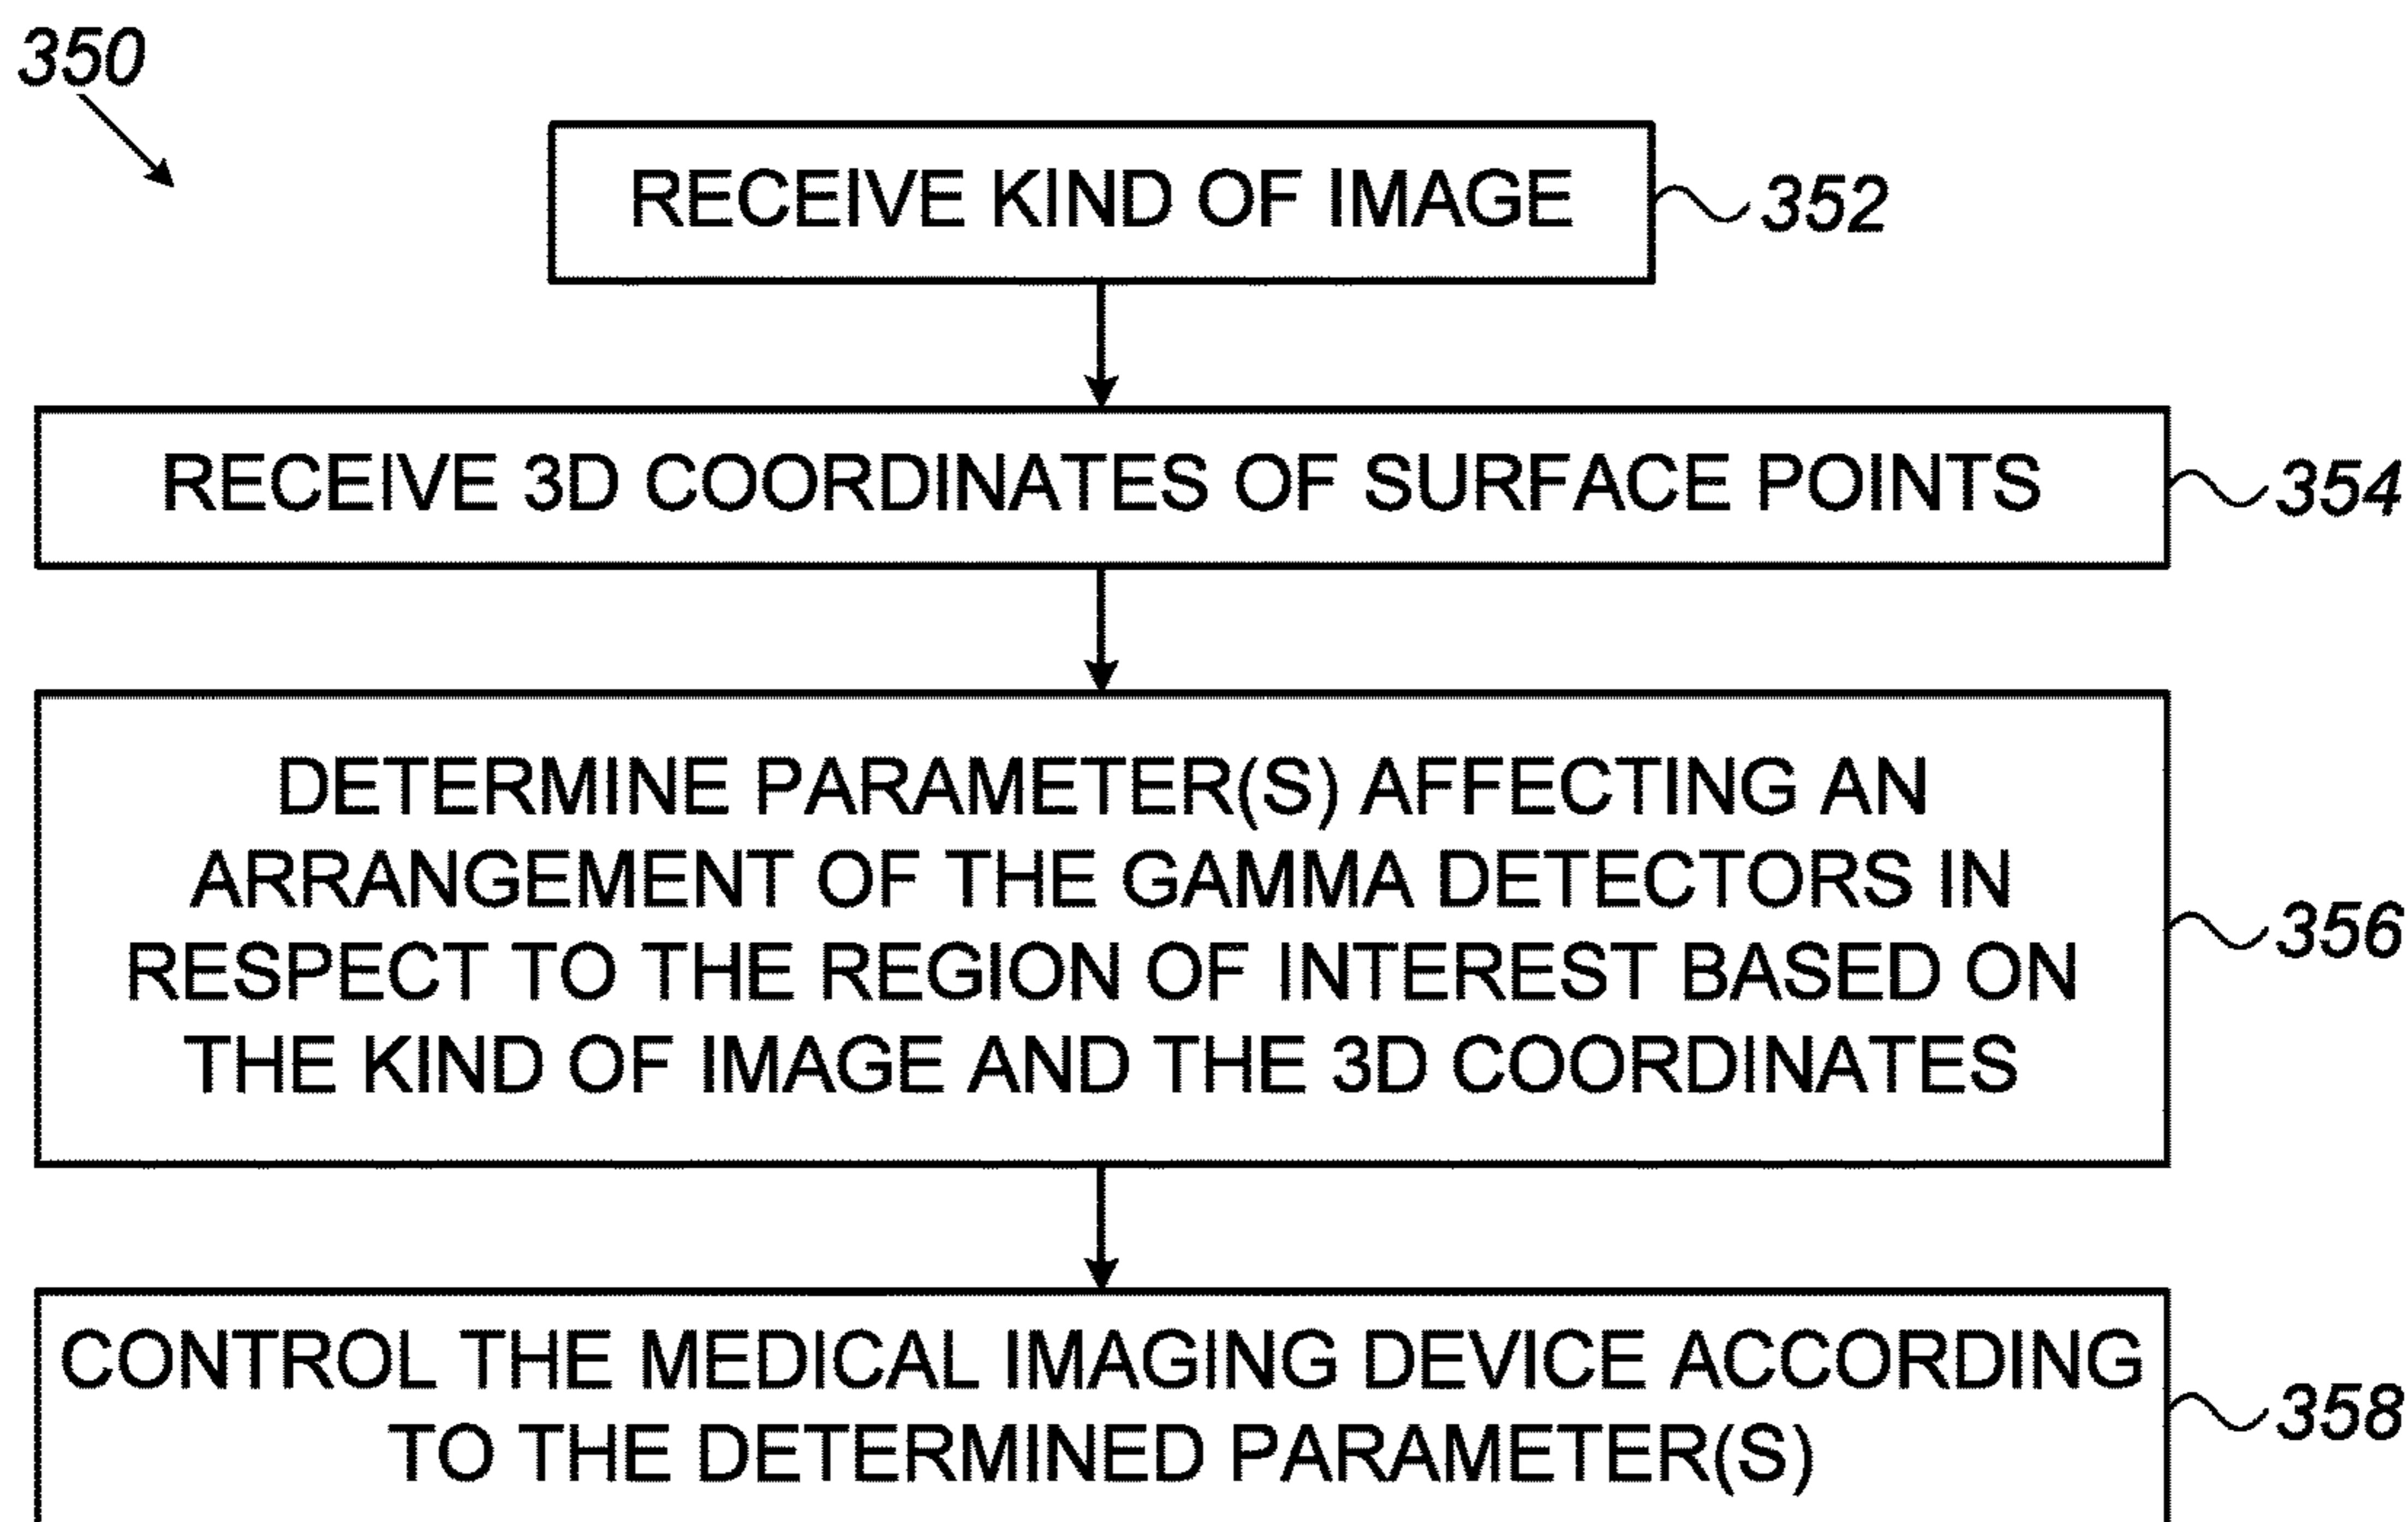 350
RECEIVE KIND OF IMAGE
352
RECEIVE 3D COORDINATES OF SURFACE POINTS
354
DETERMINE PARAMETER(S) AFFECTING AN
ARRANGEMENT OF THE GAMMA DETECTORS IN
RESPECT TO THE REGION OF INTEREST BASED ON
THE KIND OF IMAGE AND THE 3D COORDINATES
356
CONTROL THE MEDICAL IMAGING DEVICE ACCORDING
TO THE DETERMINED PARAMETER(S)
358